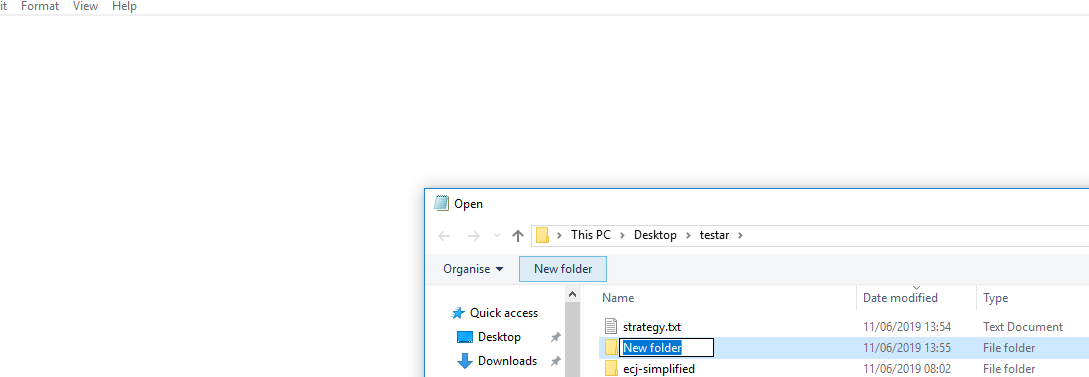 it Format View Help
Open
This PC Desktop testar
Organise New folder
Name Date modified Type
Quick access
strategy.txt 11/06/2019 13:54 Text Document
Desktop
New folder 11/06/2019 13:55 File folder
Downloads
ecj-simplified 11/06/2019 08:02 File folder